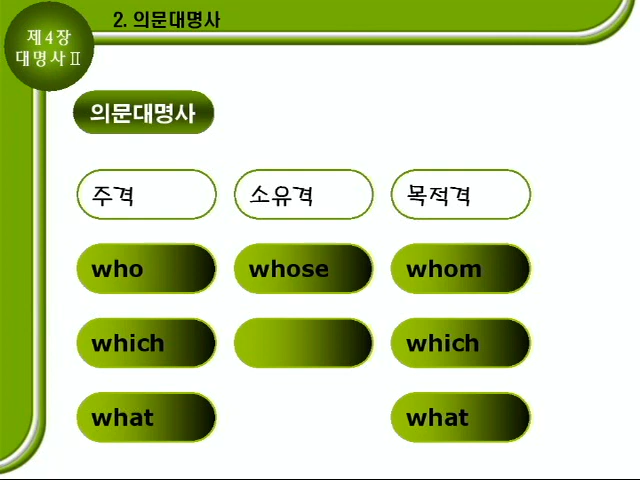 2. 의문대명사
제4장
대명사Ⅱ
의문대명사
주격 소유격 목적격
who whose whom
which which
what what